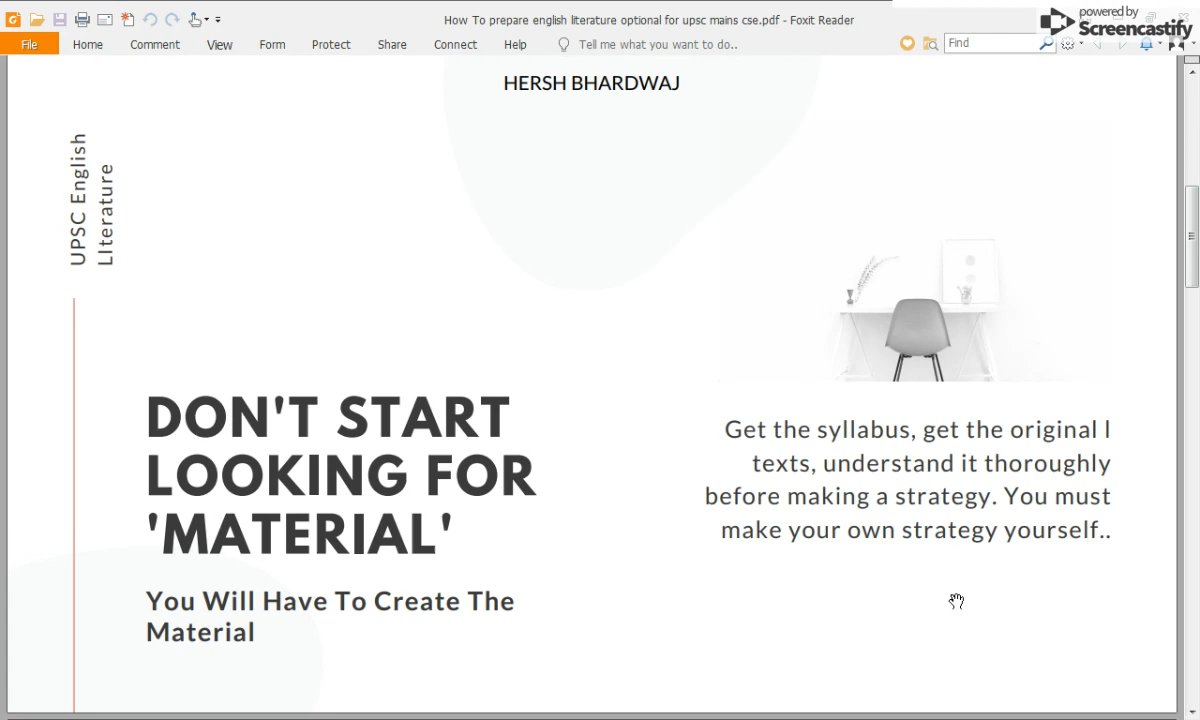 How To prepare english literature optional for upsc mains cse.pdf - Foxit Reader
powered by
Screencastify
File Home Comment View Form Protect Share Connect Help Tell me what you want to do.. Find
HERSH BHARDWAJ
UPSC English
LIterature
DON'T START
LOOKING FOR
'MATERIAL'
You Will Have To Create The
Material
Get the syllabus, get the original l
texts, understand it thoroughly
before making a strategy. You must
make your own strategy yourself..